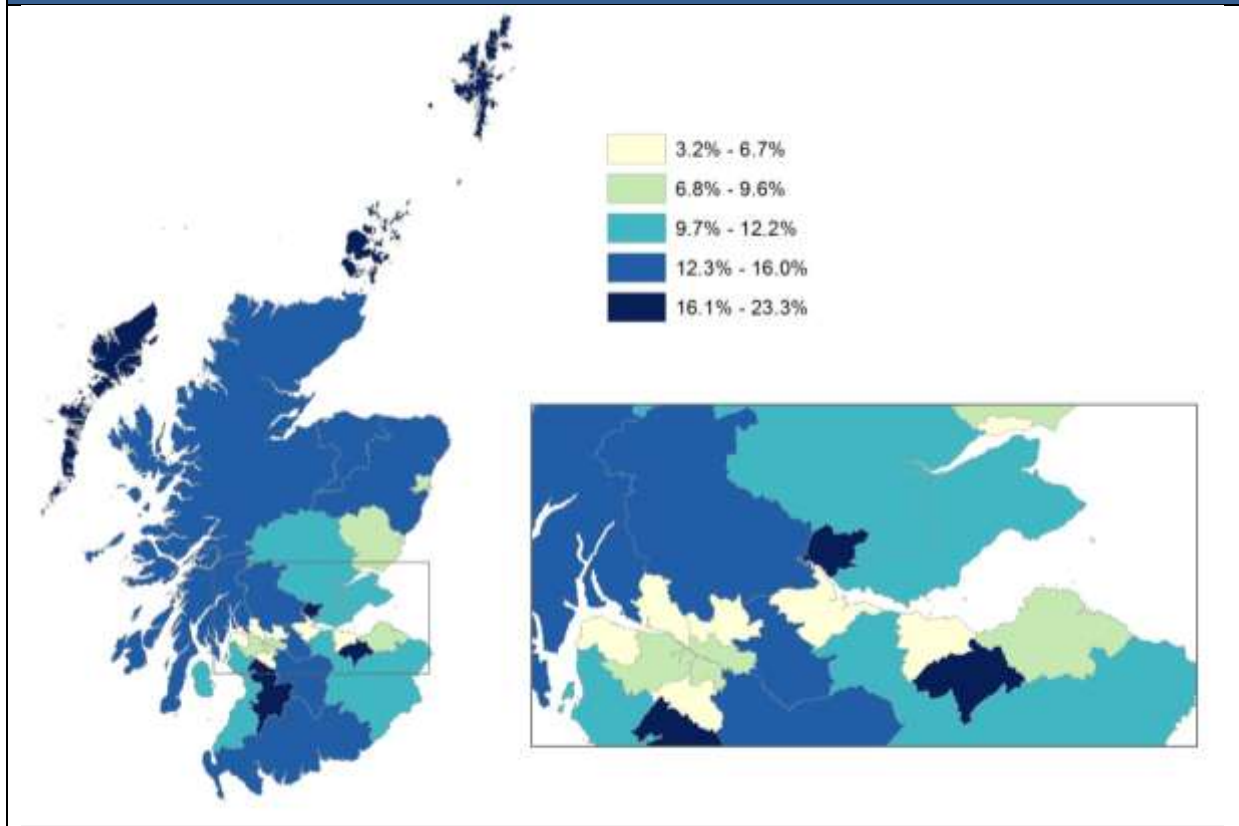 3.2% - 6.7%
6.8% - 9.6%
9.7% - 12.2%
12.3% - 16.0%
16.1% - 23.3%